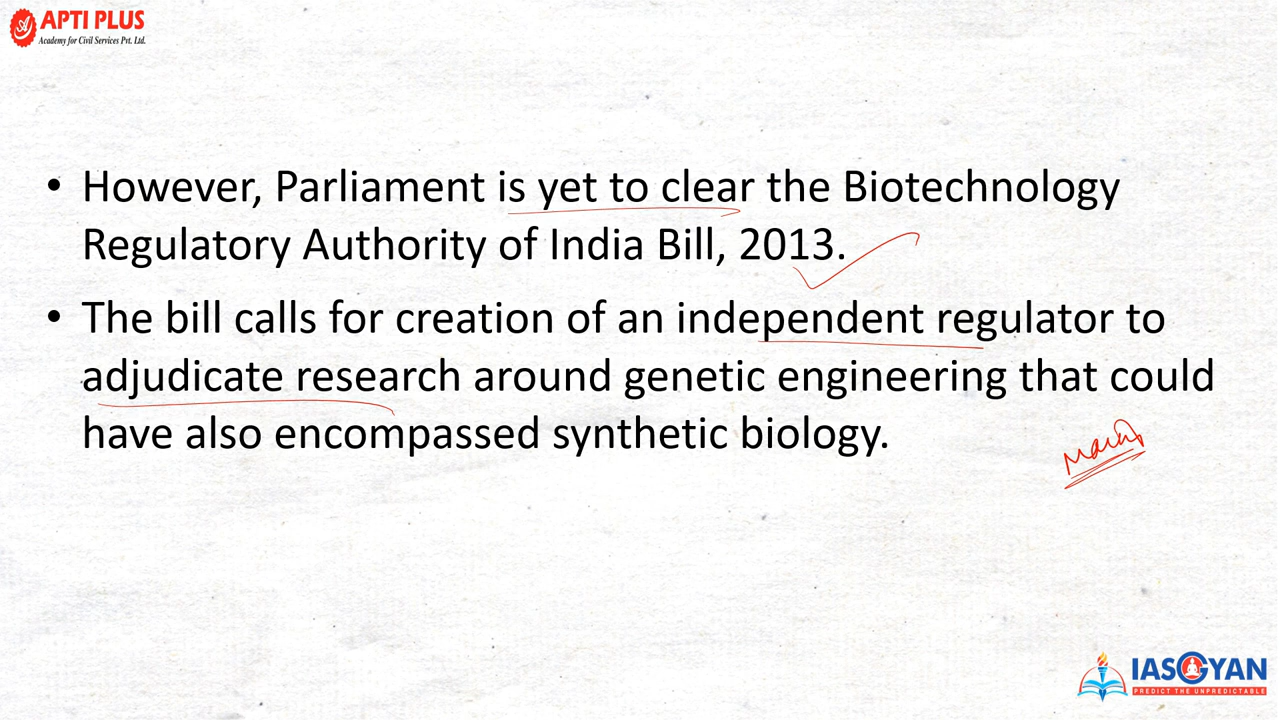 APTI PLUS
Academy for Civil Services Pvt. Ltd.
• However, Parliament is yet to clear the Biotechnology
Regulatory Authority of India Bill, 2013.
• The bill calls for creation of an independent regulator to
adjudicate research around genetic engineering that could
have also encompassed synthetic biology.
IASGYAN
PREDICT THE UNPREDICTABLE